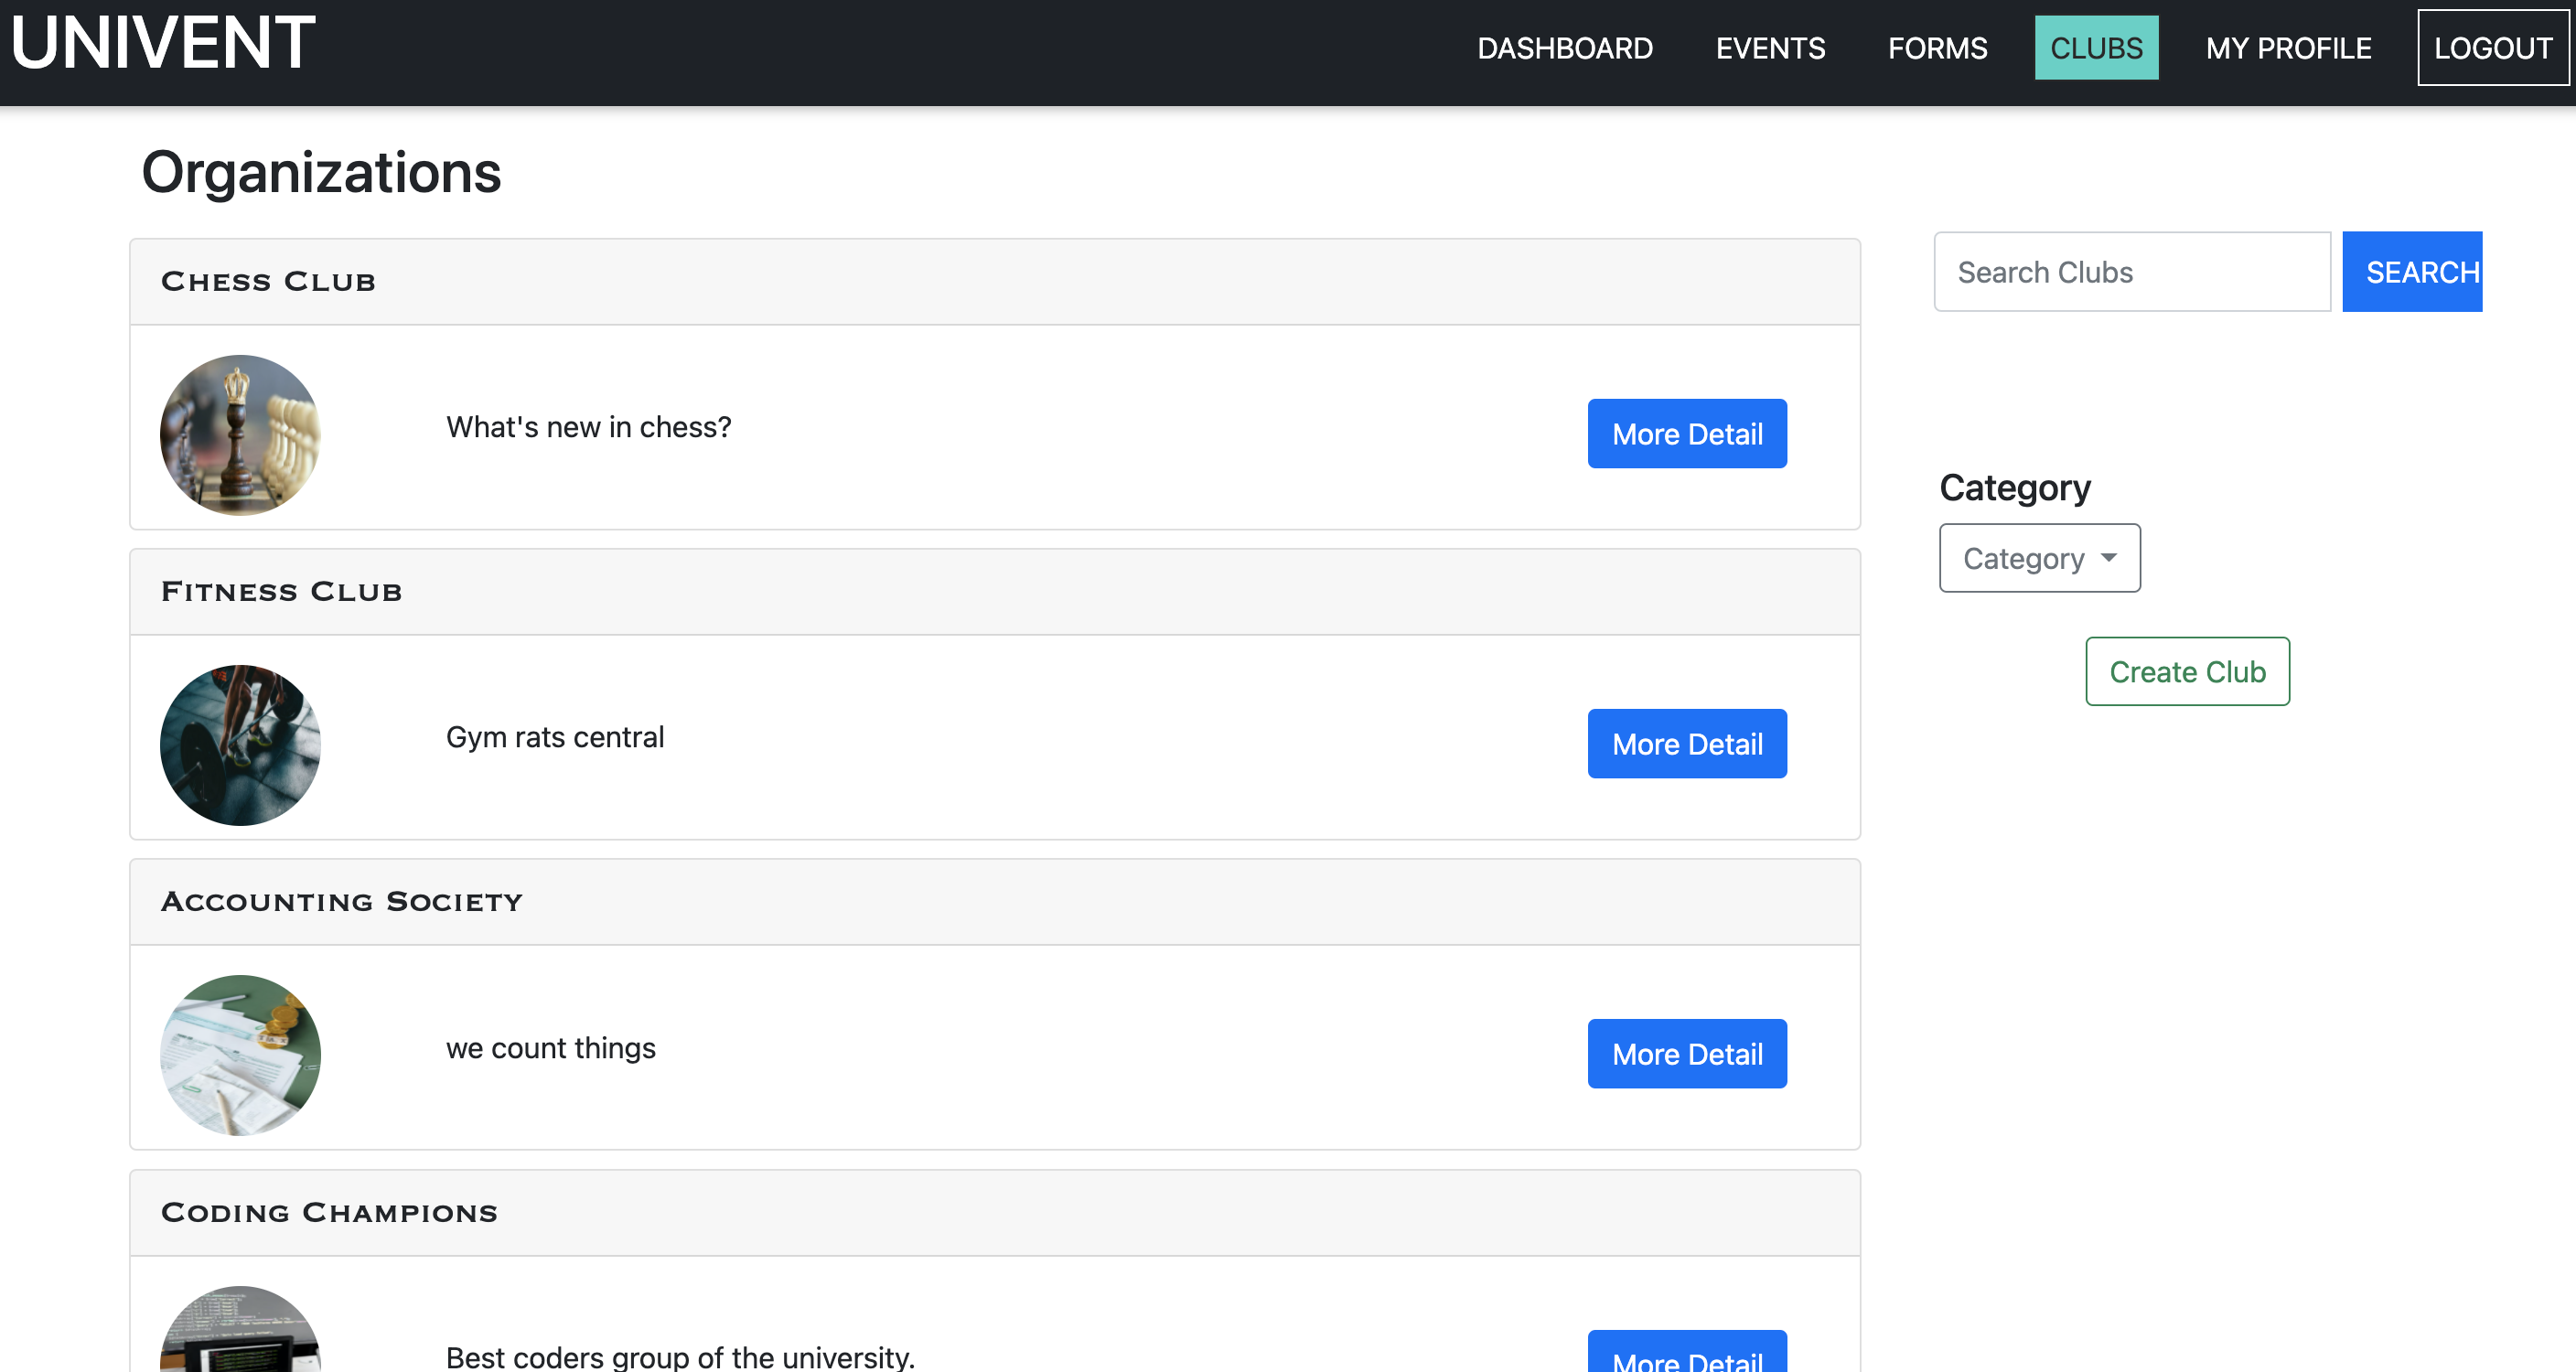 UNIVENT
DASHBOARD
EVENTS
FORMS
CLUBS
MY PROFILE
LOGOUT
Organizations
Chess Club
What's new in chess?
More Detail
Fitness Club
Gym rats central
More Detail
Accounting Society
we count things
More Detail
Coding Champions
Best coders group of the university.
More Detail
Search Clubs
SEARCH
Category
Category
Create Club